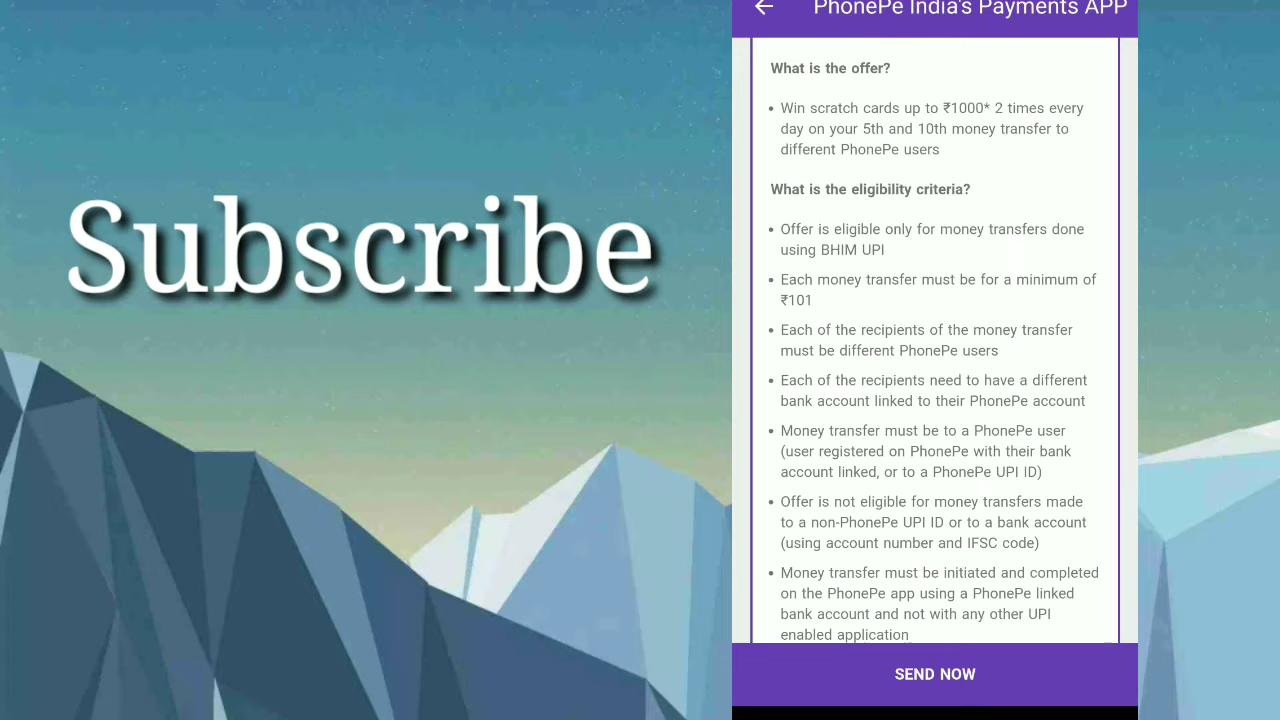 Subscribe
PhonePe India's Payments APP
What is the offer?
• Win scratch cards up to ₹1000* 2 times every
day on your 5th and 10th money transfer to
different PhonePe users
What is the eligibility criteria?
• Offer is eligible only for money transfers done
using BHIM UPI
• Each money transfer must be for a minimum of
₹101
• Each of the recipients of the money transfer
must be different PhonePe users
• Each of the recipients need to have a different
bank account linked to their PhonePe account
• Money transfer must be to a PhonePe user
(user registered on PhonePe with their bank
account linked, or to a PhonePe UPI ID)
• Offer is not eligible for money transfers made
to a non-PhonePe UPI ID or to a bank account
(using account number and IFSC code)
• Money transfer must be initiated and completed
on the PhonePe app using a PhonePe linked
bank account and not with any other UPI
enabled application
SEND NOW